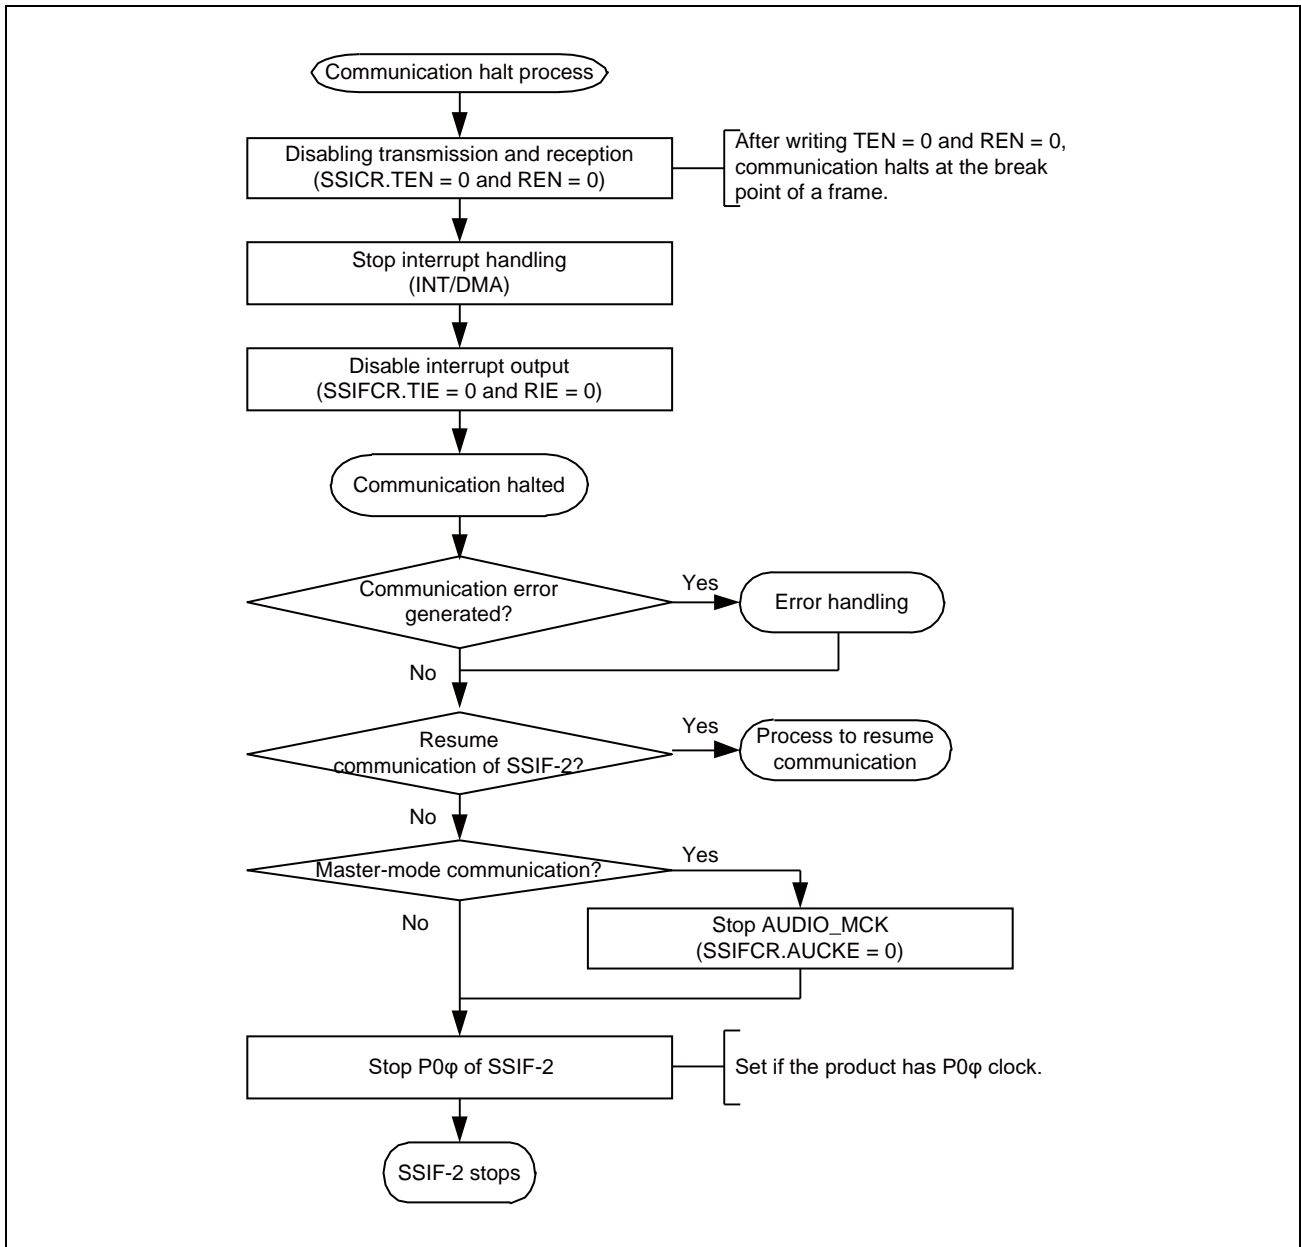 Communication halt process
Disabling transmission and reception
(SSICR.TEN = 0 and REN = 0)
After writing TEN = 0 and REN = 0,
communication halts at the break
point of a frame.
Stop interrupt handling
(INT/DMA)
Disable interrupt output
(SSIFCR.TIE = 0 and RIE = 0)
Communication halted
Communication error
generated?
Yes
Error handling
No
Resume
communication of SSIF-2?
Yes
Process to resume
communication
No
Master-mode communication?
Yes
No
Stop AUDIO_MCK
(SSIFCR.AUCKE = 0)
Stop P0φ of SSIF-2
Set if the product has P0φ clock.
SSIF-2 stops